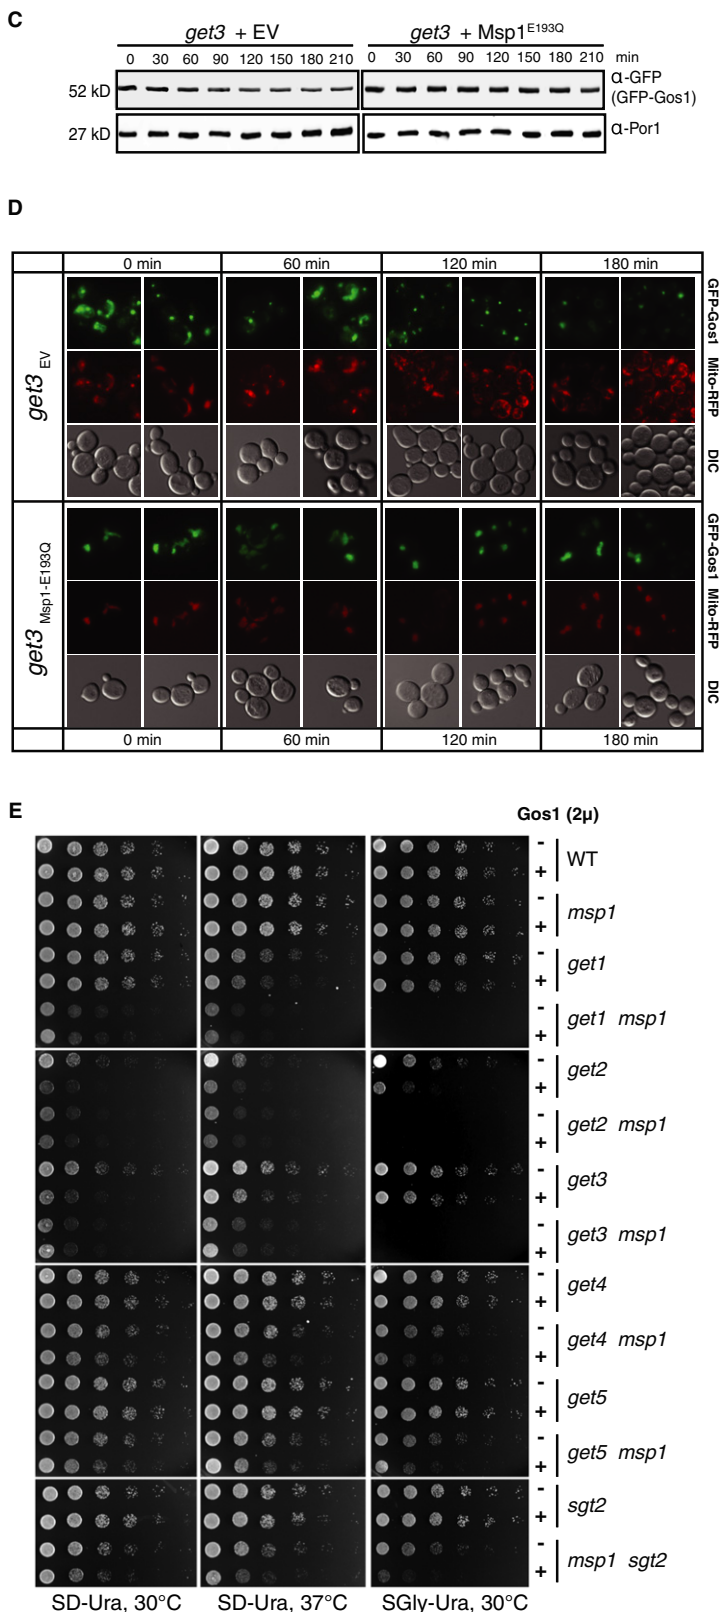 C
get3 + EV
get3 + Msp1E193Q
0 30 60 90 120 150 180 210
0 30 60 90 120 150 180 210 min
52 kD
α-GFP
(GFP-Gos1)
27 kD
α-Por1
D
0 min 60 min 120 min 180 min
get3 EV
GFP-Gos1
Mito-RFP
DIC
get3 Msp1-E193Q
GFP-Gos1
Mito-RFP
DIC
0 min 60 min 120 min 180 min
E
Gos1 (2µ)
-
+
WT
-
+
msp1
-
+
get1
-
+
get1 msp1
-
+
get2
-
+
get2 msp1
-
+
get3
-
+
get3 msp1
-
+
get4
-
+
get4 msp1
-
+
get5
-
+
get5 msp1
-
+
sgt2
-
+
msp1 sgt2
SD-Ura, 30°C SD-Ura, 37°C SGly-Ura, 30°C